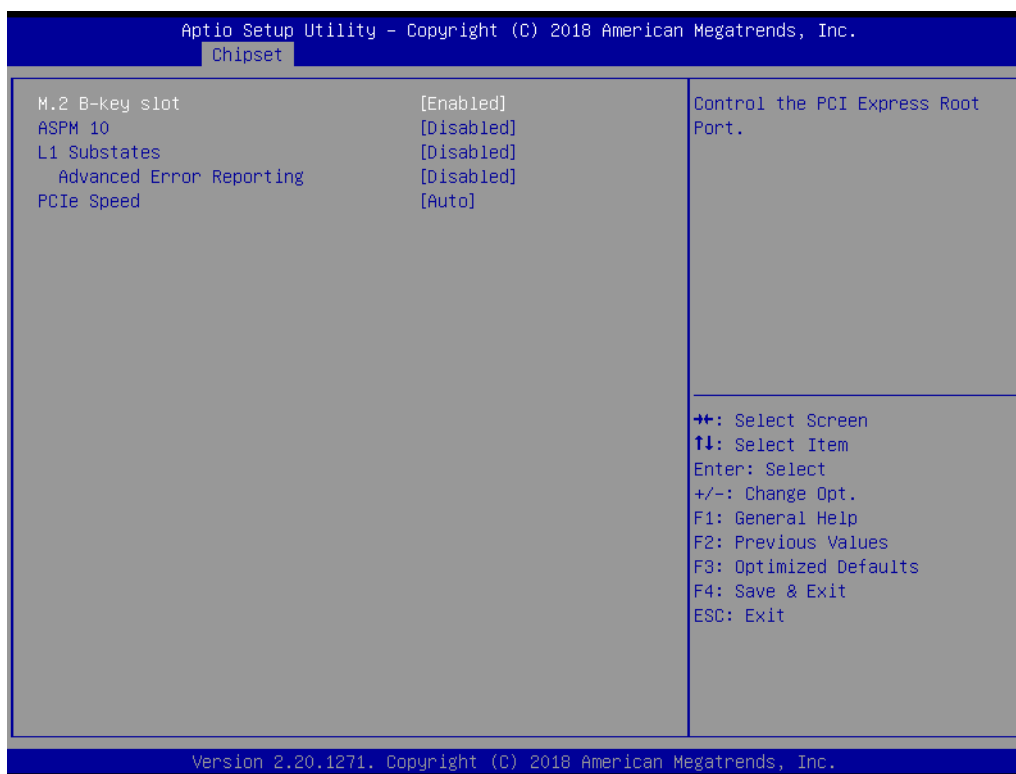 Aptio Setup Utility – Copyright (C) 2018 American Megatrends, Inc.
Chipset
M.2 B-key slot [Enabled]
ASPM 10 [Disabled]
L1 Substates [Disabled]
Advanced Error Reporting [Disabled]
PCIe Speed [Auto]
Control the PCI Express Root
Port.
→←: Select Screen
↑↓: Select Item
Enter: Select
+/-: Change Opt.
F1: General Help
F2: Previous Values
F3: Optimized Defaults
F4: Save & Exit
ESC: Exit
Version 2.20.1271. Copyright (C) 2018 American Megatrends, Inc.